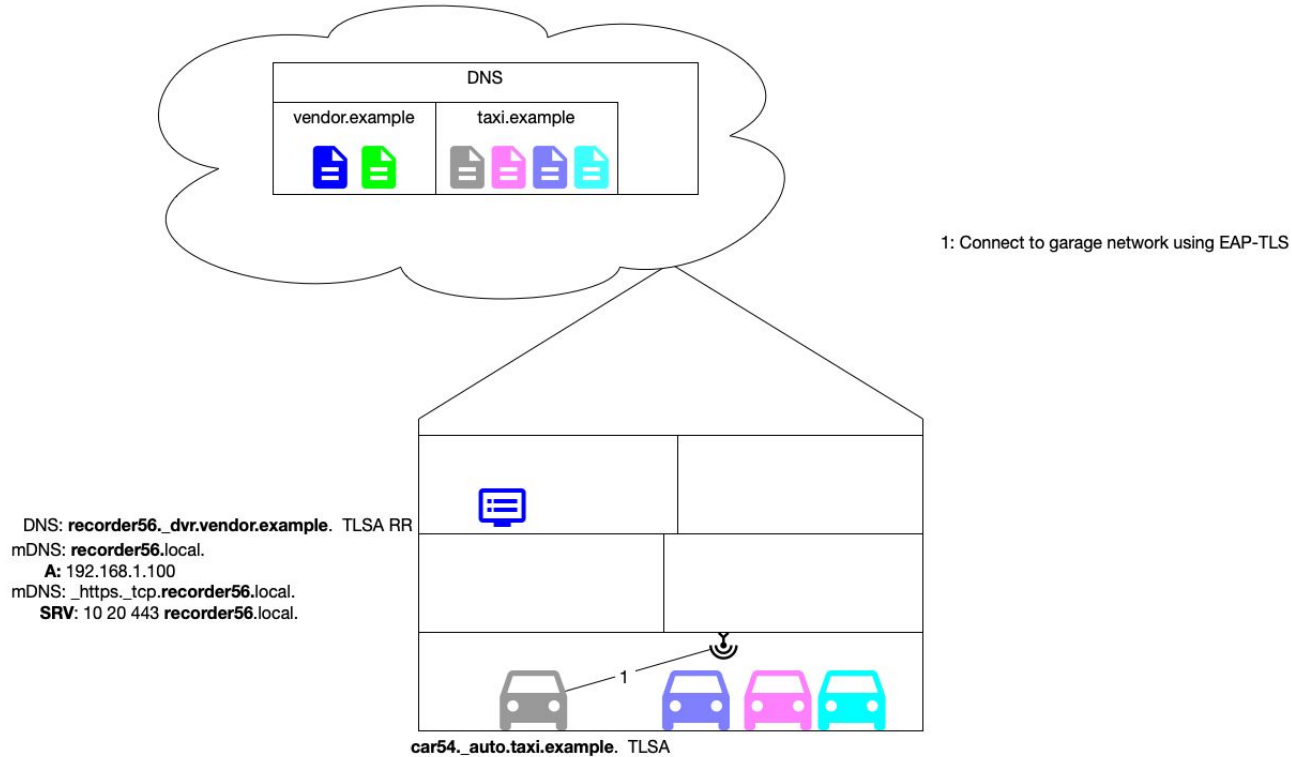 DNS
vendor.example
taxi.example
1: Connect to garage network using EAP-TLS
DNS: recorder56._dvr.vendor.example. TLSA RR
mDNS: recorder56.local.
A: 192.168.1.100
mDNS: _https._tcp.recorder56.local.
SRV: 10 20 443 recorder56.local.
1
car54._auto.taxi.example. TLSA